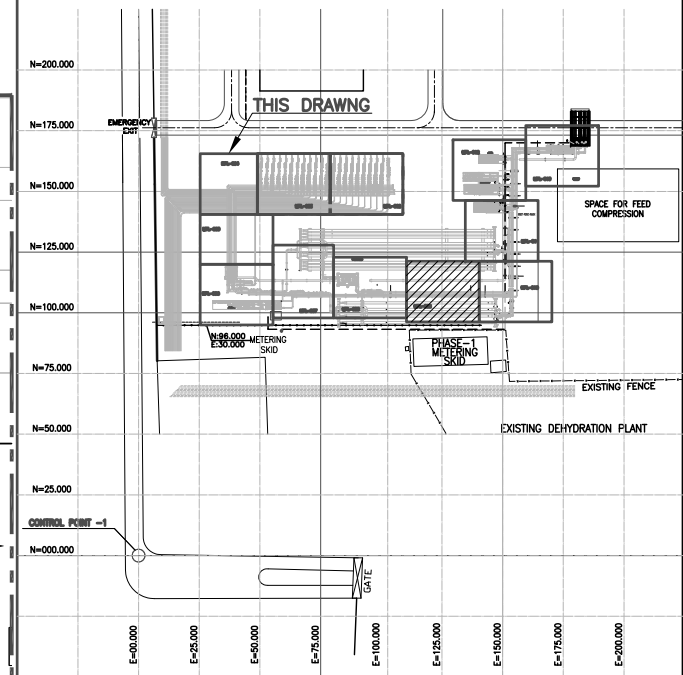 N=200.000
THIS DRAWNG
EMERGENCY
EXIT
N=175.000
N=150.000
SPACE FOR FEED
COMPRESSION
N=125.000
N=100.000
N:96.000
E:30.000
METERING
SKID
PHASE-1
METERING
SKID
N=75.000
EXISTING FENCE
N=50.000
EXISTING DEHYDRATION PLANT
N=25.000
CONTROL POINT -1
N=000.000
GATE
E=00.000
E=25.000
E=50.000
E=75.000
E=100.000
E=125.000
E=150.000
E=175.000
E=200.000